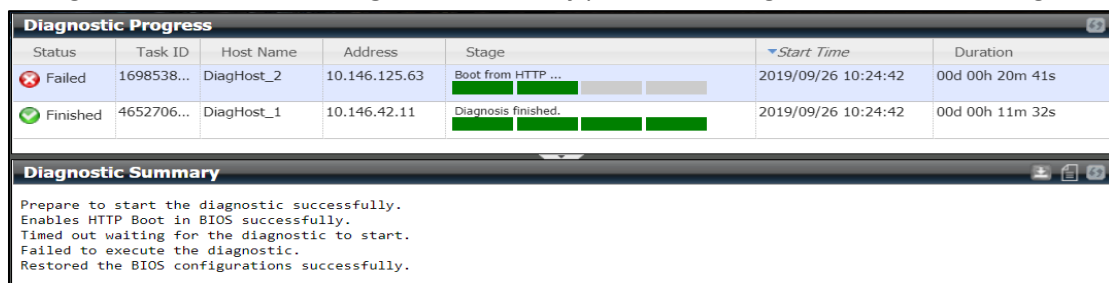 Diagnostic Progress
Status Task ID Host Name Address Stage Start Time Duration
Failed 1698538... DiagHost_2 10.146.125.63 Boot from HTTP ... 2019/09/26 10:24:42 00d 00h 20m 41s
Finished 4652706... DiagHost_1 10.146.42.11 Diagnosis finished. 2019/09/26 10:24:42 00d 00h 11m 32s
Diagnostic Summary
Prepare to start the diagnostic successfully.
Enables HTTP Boot in BIOS successfully.
Timed out waiting for the diagnostic to start.
Failed to execute the diagnostic.
Restored the BIOS configurations successfully.